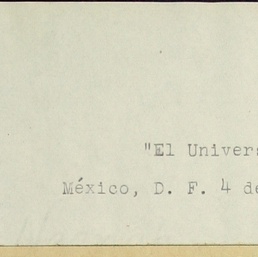 "El Univers
México, D. F. 4 de